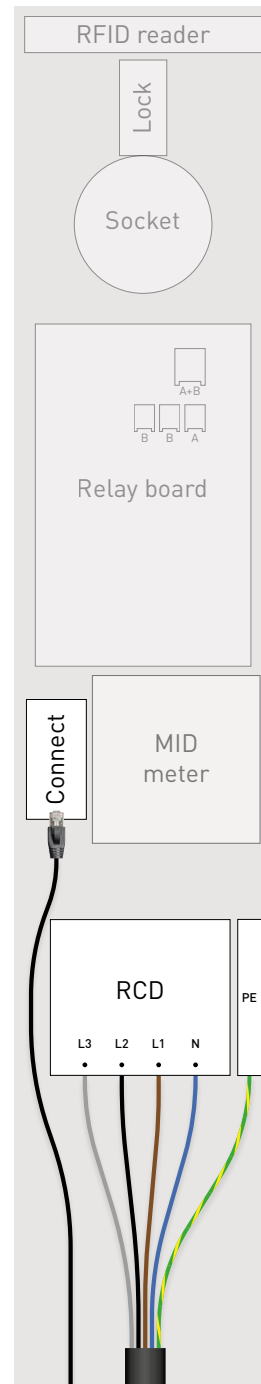 RFID reader
Lock
Socket
A+B
B B A
Relay board
Connect
MID
meter
RCD
PE
L3 L2 L1 N